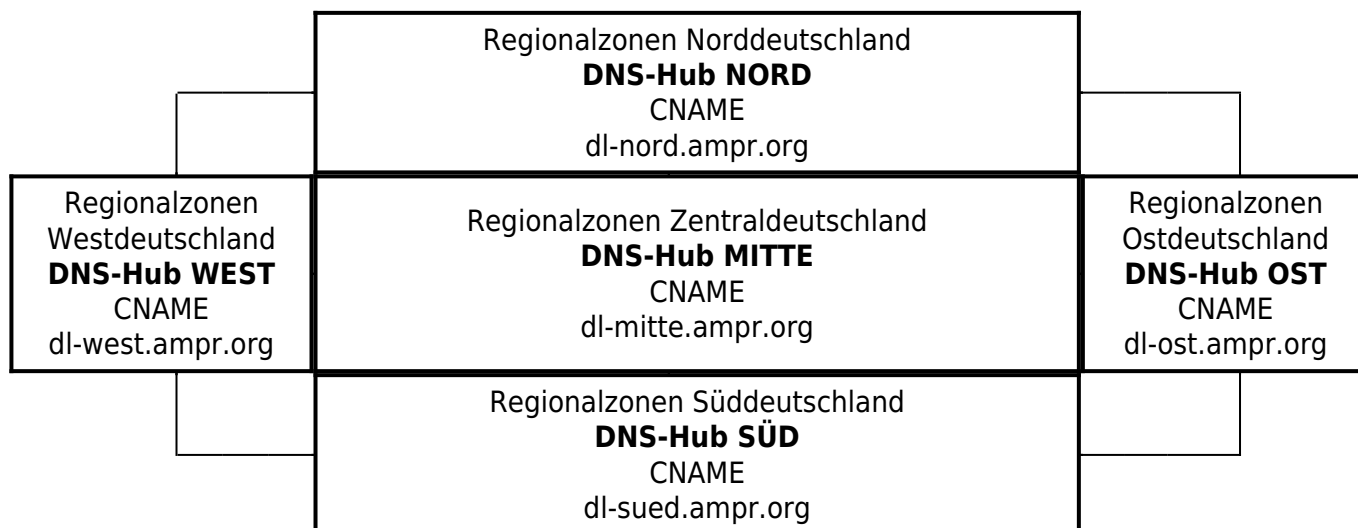 Regionalzonen Norddeutschland
DNS-Hub NORD
CNAME
dl-nord.ampr.org
Regionalzonen
Westdeutschland
DNS-Hub WEST
CNAME
dl-west.ampr.org
Regionalzonen Zentraldeutschland
DNS-Hub MITTE
CNAME
dl-mitte.ampr.org
Regionalzonen
Ostdeutschland
DNS-Hub OST
CNAME
dl-ost.ampr.org
Regionalzonen Süddeutschland
DNS-Hub SÜD
CNAME
dl-sued.ampr.org